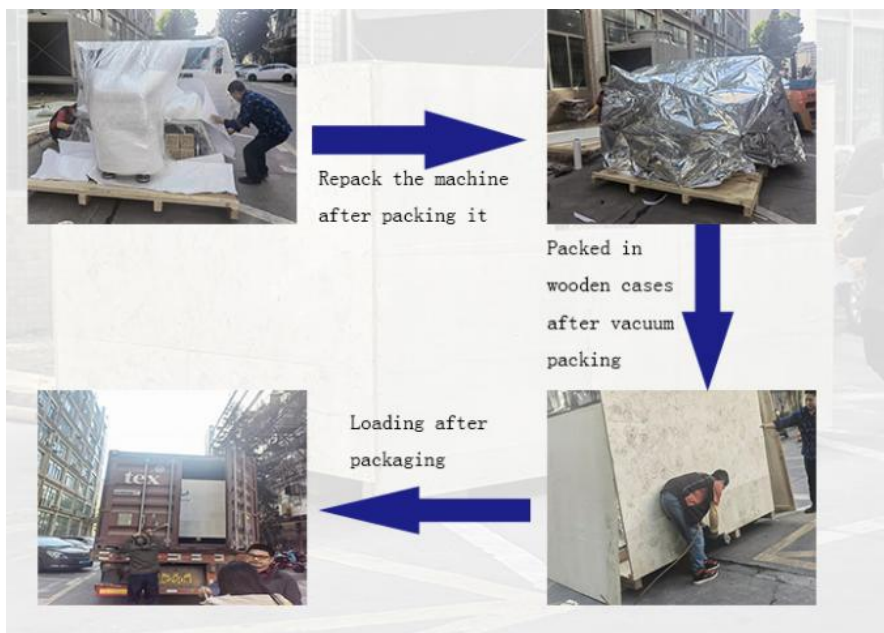 Repack the machine
after packing it
Packed in
wooden cases
after vacuum
packing
Loading after
packaging
tex